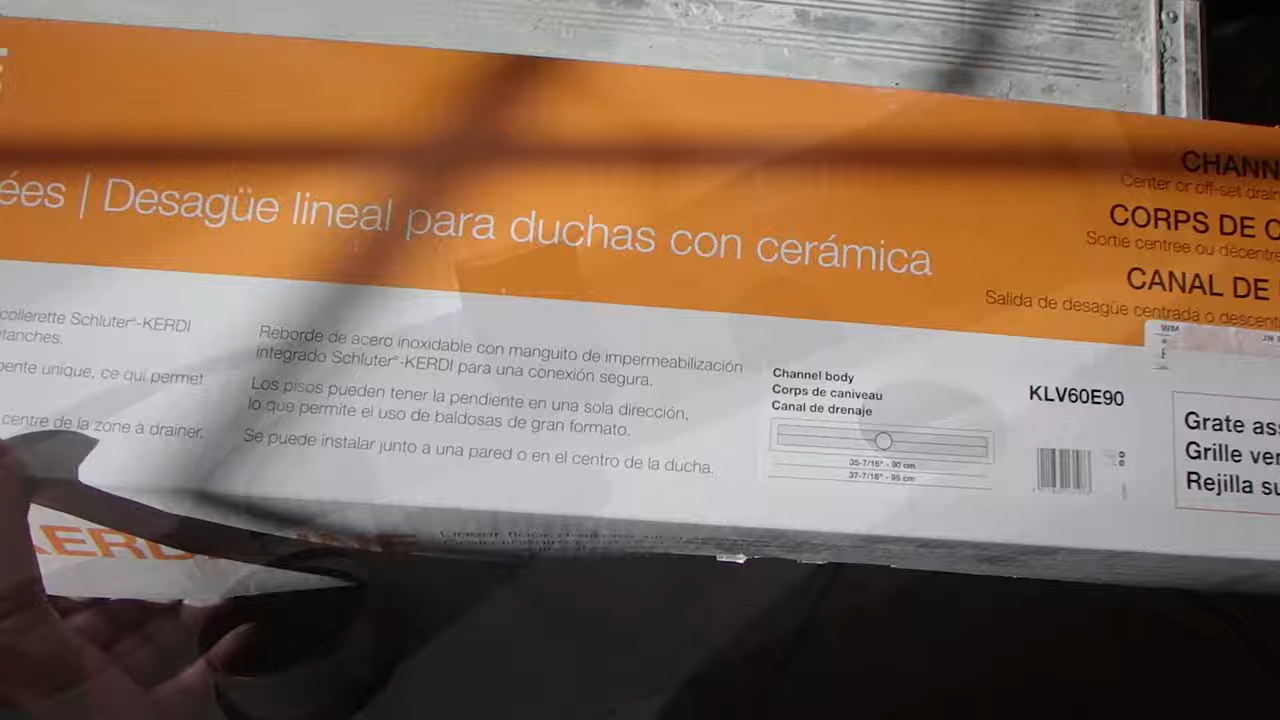 ées | Desagüe lineal para duchas con cerámica
CHANN
Center or off-set drain
CORPS DE C
Sortie centrée ou décentrée
CANAL DE
Salida de desagüe centrada o descent
collerette Schluter®-KERDI
tanches.
pente unique, ce qui permet
centre de la zone à drainer.
Reborde de acero inoxidable con manguito de impermeabilización
integrado Schluter®-KERDI para una conexión segura.
Los pisos pueden tener la pendiente en una sola dirección,
lo que permite el uso de baldosas de gran formato.
Se puede instalar junto a una pared o en el centro de la ducha.
Channel body
Corps de caniveau
Canal de drenaje
35-7/16" - 90 cm
37-7/16" - 95 cm
KLV60E90
Grate ass
Grille ver
Rejilla su
KERDI-LINE